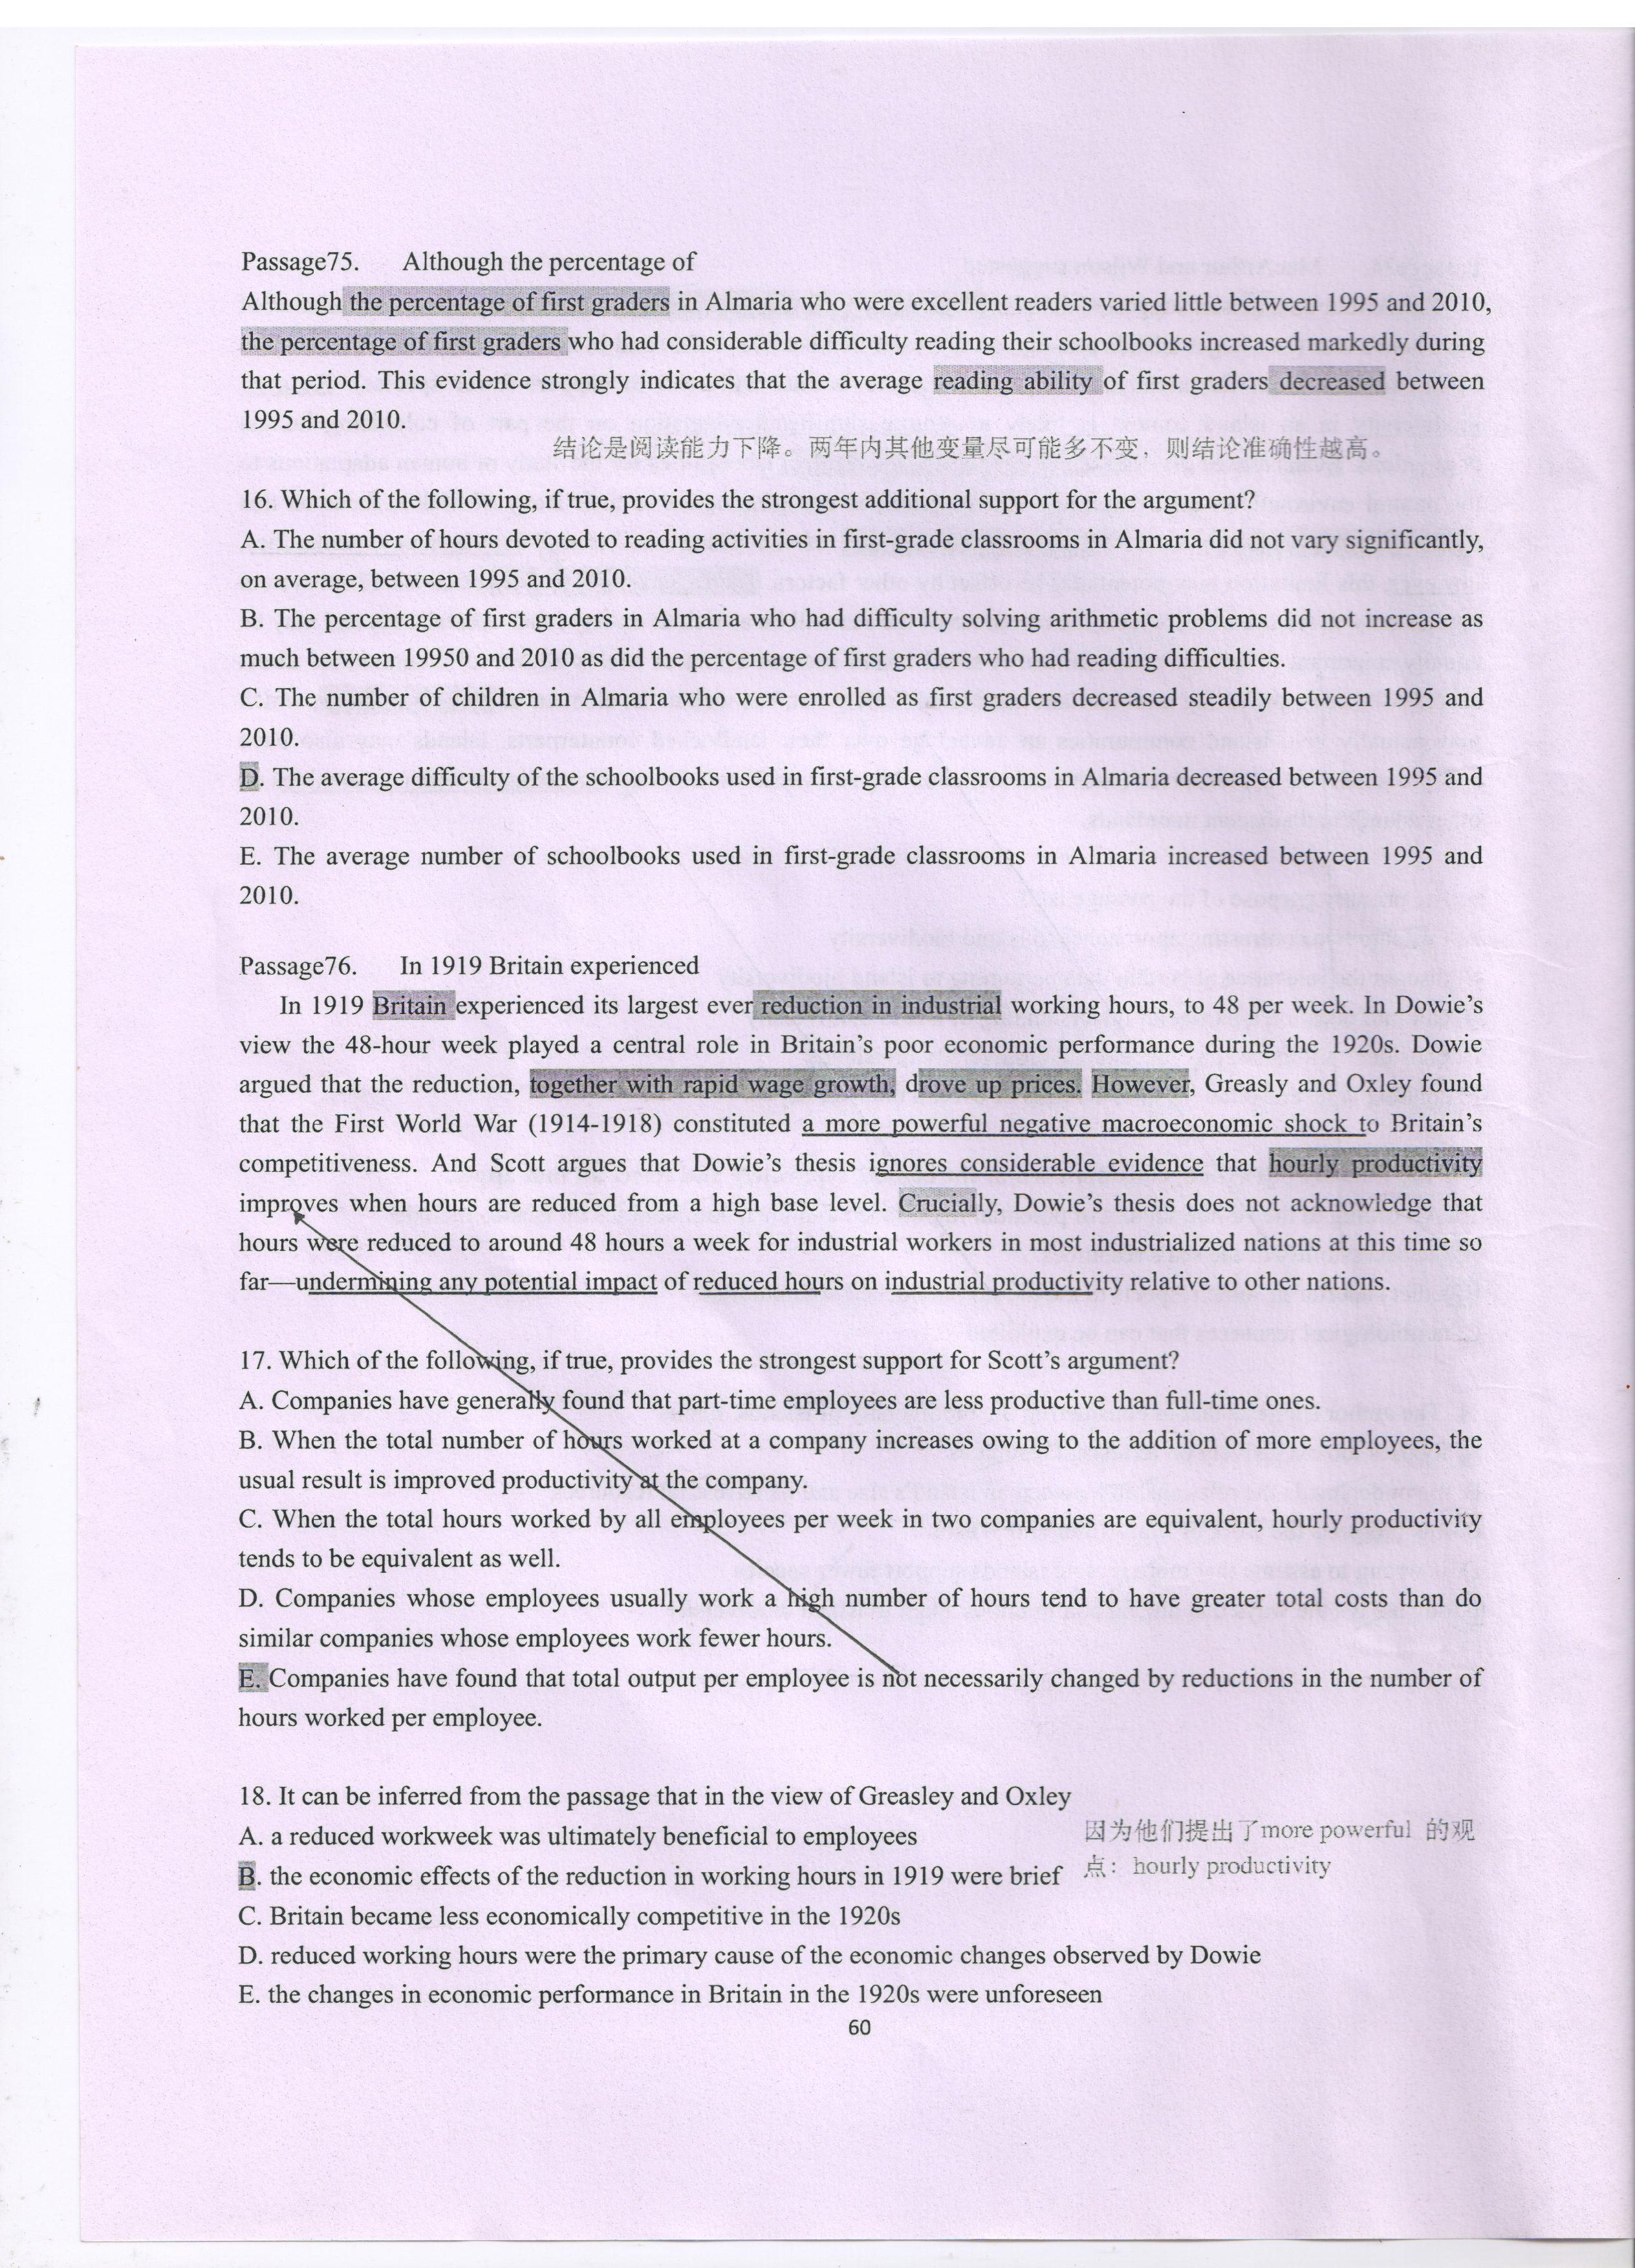 Passage75. Although the percentage of
Although the percentage of first graders in Almaria who were excellent readers varied little between 1995 and 2010,
the percentage of first graders who had considerable difficulty reading their schoolbooks increased markedly during
that period. This evidence strongly indicates that the average reading ability of first graders decreased between
1995 and 2010.
结论是阅读能力下降。两年内其他变量尽可能多不变，则结论准确性越高。
16. Which of the following, if true, provides the strongest additional support for the argument?
A. The number of hours devoted to reading activities in first-grade classrooms in Almaria did not vary significantly,
on average, between 1995 and 2010.
B. The percentage of first graders in Almaria who had difficulty solving arithmetic problems did not increase as
much between 19950 and 2010 as did the percentage of first graders who had reading difficulties.
C. The number of children in Almaria who were enrolled as first graders decreased steadily between 1995 and
2010.
D. The average difficulty of the schoolbooks used in first-grade classrooms in Almaria decreased between 1995 and
2010.
E. The average number of schoolbooks used in first-grade classrooms in Almaria increased between 1995 and
2010.
Passage76. In 1919 Britain experienced
In 1919 Britain experienced its largest ever reduction in industrial working hours, to 48 per week. In Dowie's
view the 48-hour week played a central role in Britain's poor economic performance during the 1920s. Dowie
argued that the reduction, together with rapid wage growth, drove up prices. However, Greasly and Oxley found
that the First World War (1914-1918) constituted a more powerful negative macroeconomic shock to Britain's
competitiveness. And Scott argues that Dowie's thesis ignores considerable evidence that hourly productivity
improves when hours are reduced from a high base level. Crucially, Dowie's thesis does not acknowledge that
hours were reduced to around 48 hours a week for industrial workers in most industrialized nations at this time so
far—undermining any potential impact of reduced hours on industrial productivity relative to other nations.
17. Which of the following, if true, provides the strongest support for Scott's argument?
A. Companies have generally found that part-time employees are less productive than full-time ones.
B. When the total number of hours worked at a company increases owing to the addition of more employees, the
usual result is improved productivity at the company.
C. When the total hours worked by all employees per week in two companies are equivalent, hourly productivity
tends to be equivalent as well.
D. Companies whose employees usually work a high number of hours tend to have greater total costs than do
similar companies whose employees work fewer hours.
E. Companies have found that total output per employee is not necessarily changed by reductions in the number of
hours worked per employee.
18. It can be inferred from the passage that in the view of Greasley and Oxley
A. a reduced workweek was ultimately beneficial to employees
因为他们提出了more powerful 的观
B. the economic effects of the reduction in working hours in 1919 were brief
点：hourly productivity
C. Britain became less economically competitive in the 1920s
D. reduced working hours were the primary cause of the economic changes observed by Dowie
E. the changes in economic performance in Britain in the 1920s were unforeseen
60